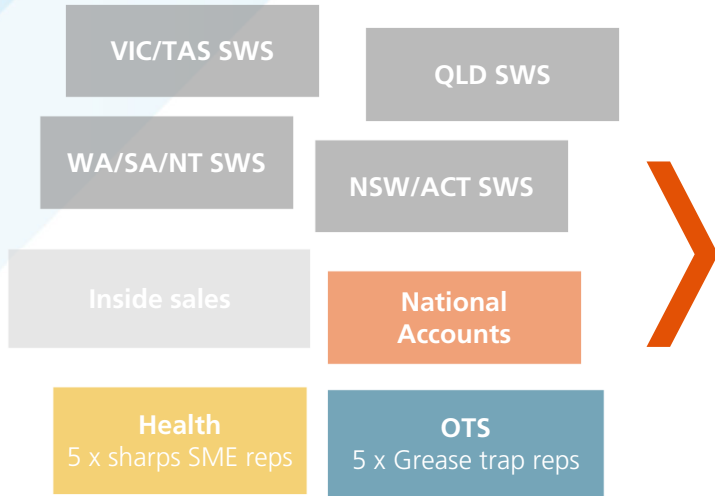 VIC/TAS SWS
QLD SWS
WA/SA/NT SWS
NSW/ACT SWS
Inside sales
National
Accounts
Health
5 x sharps SME reps
OTS
5 x Grease trap reps